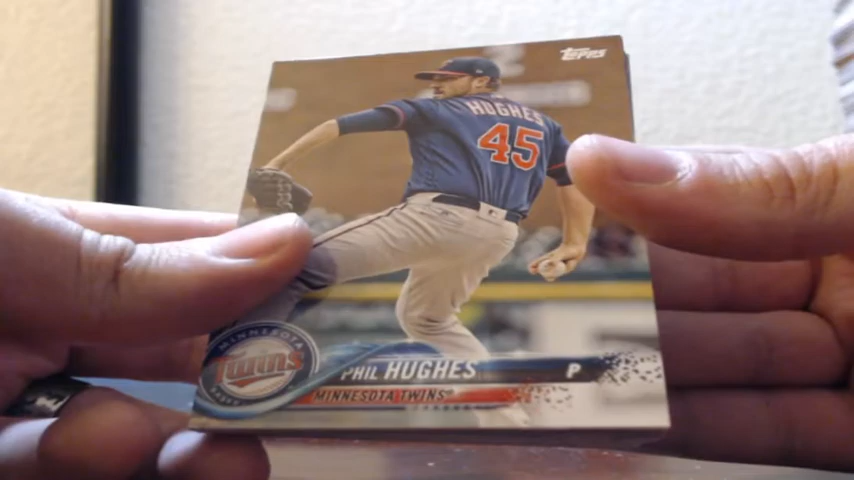 Topps
HUGHES
45
MINNESOTA
Twins
PHIL HUGHES P
MINNESOTA TWINS